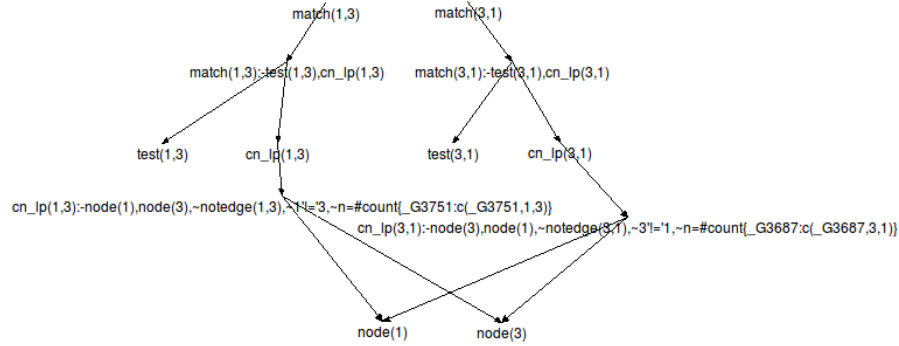 match(1,3)
match(3,1)
match(1,3):-test(1,3),cn_lp(1,3)
match(3,1):-test(3,1),cn_lp(3,1)
test(1,3)
cn_lp(1,3)
test(3,1)
cn_lp(3,1)
cn_lp(1,3):-node(1),node(3),~notedge(1,3),~1'!='3,~n=#count{_G3751:c(_G3751,1,3)}
cn_lp(3,1):-node(3),node(1),~notedge(3,1),~3'!='1,~n=#count{_G3687:c(_G3687,3,1)}
node(1)
node(3)